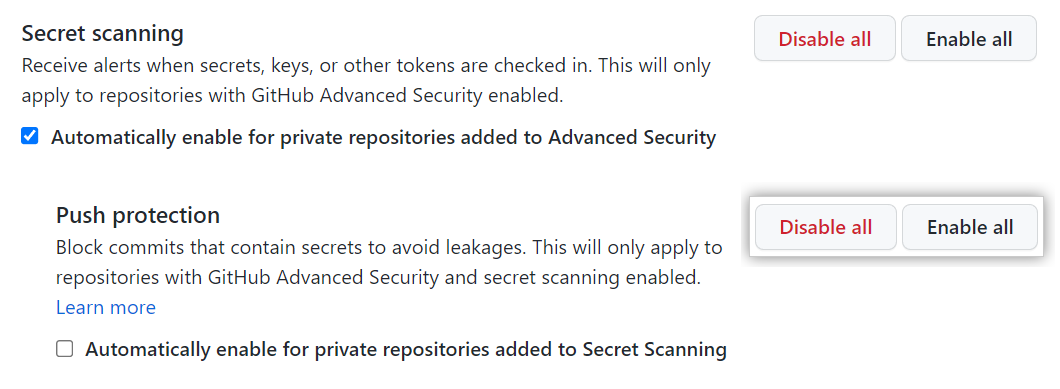 Secret scanning
Disable all
Enable all
Receive alerts when secrets, keys, or other tokens are checked in. This will only
apply to repositories with GitHub Advanced Security enabled.
Automatically enable for private repositories added to Advanced Security
Push protection
Disable all
Enable all
Block commits that contain secrets to avoid leakages. This will only apply to
repositories with GitHub Advanced Security and secret scanning enabled.
Learn more
Automatically enable for private repositories added to Secret Scanning